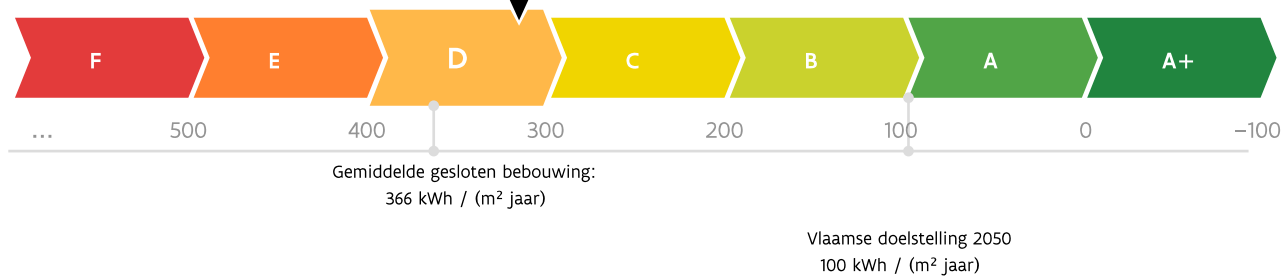 F E D C B A A+
... 500 400 300 200 100 0 –100
Gemiddelde gesloten bebouwing:
366 kWh / (m² jaar)
Vlaamse doelstelling 2050
100 kWh / (m² jaar)